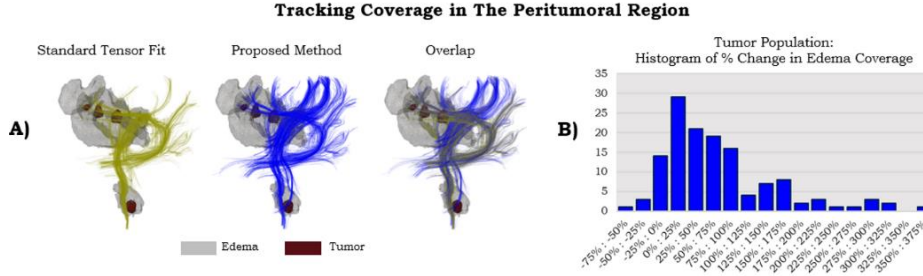 Tracking Coverage in The Peritumoral Region
Standard Tensor Fit
Proposed Method
Overlap
A)
Edema
Tumor
Tumor Population:
Histogram of % Change in Edema Coverage
B)
35
30
25
20
15
10
5
0
-75% : -50%
-50% : -25%
-25% : 0%
0% : 25%
25% : 50%
50% : 75%
75% : 100%
100% : 125%
125% : 150%
150% : 175%
175% : 200%
200% : 225%
225% : 250%
250% : 275%
275% : 300%
300% : 325%
325% : 350%
350% : 375%